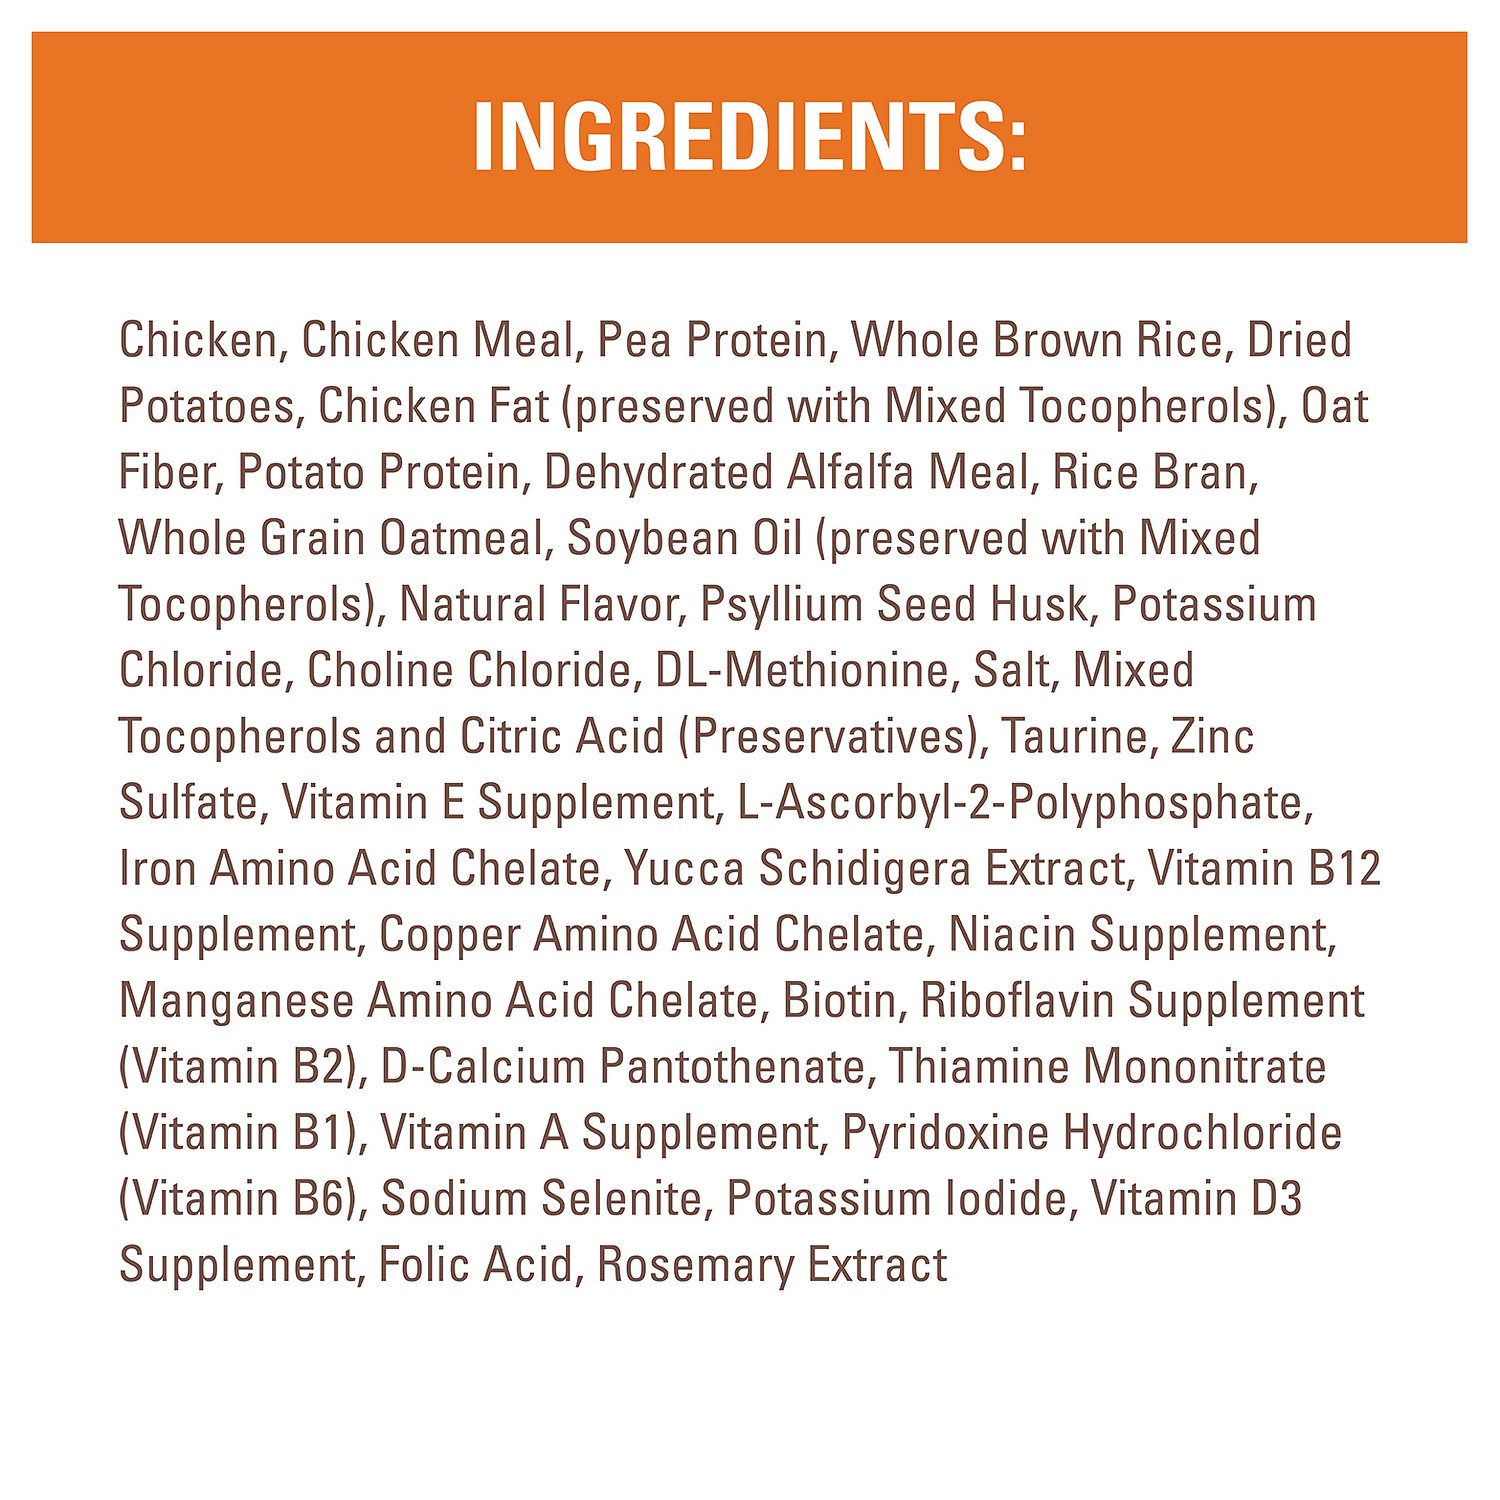 INGREDIENTS:
Chicken, Chicken Meal, Pea Protein, Whole Brown Rice, Dried
Potatoes, Chicken Fat (preserved with Mixed Tocopherols), Oat
Fiber, Potato Protein, Dehydrated Alfalfa Meal, Rice Bran,
Whole Grain Oatmeal, Soybean Oil (preserved with Mixed
Tocopherols), Natural Flavor, Psyllium Seed Husk, Potassium
Chloride, Choline Chloride, DL-Methionine, Salt, Mixed
Tocopherols and Citric Acid (Preservatives), Taurine, Zinc
Sulfate, Vitamin E Supplement, L-Ascorbyl-2-Polyphosphate,
Iron Amino Acid Chelate, Yucca Schidigera Extract, Vitamin B12
Supplement, Copper Amino Acid Chelate, Niacin Supplement,
Manganese Amino Acid Chelate, Biotin, Riboflavin Supplement
(Vitamin B2), D-Calcium Pantothenate, Thiamine Mononitrate
(Vitamin B1), Vitamin A Supplement, Pyridoxine Hydrochloride
(Vitamin B6), Sodium Selenite, Potassium Iodide, Vitamin D3
Supplement, Folic Acid, Rosemary Extract